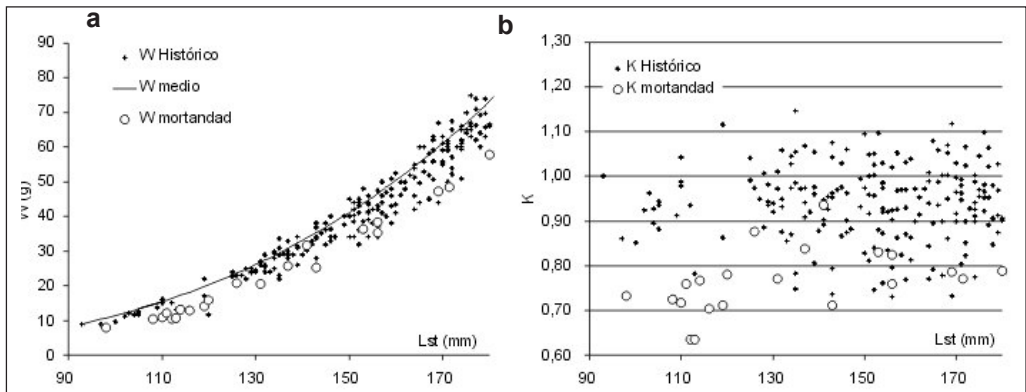 a
90
80
70
60
50
40
30
20
10
0
W (g)
W Histórico
W medio
W mortandad
Lst (mm)
90 110 130 150 170
b
1,30
1,20
1,10
1,00
0,90
0,80
0,70
0,60
K
K Histórico
K mortandad
Lst (mm)
90 110 130 150 170